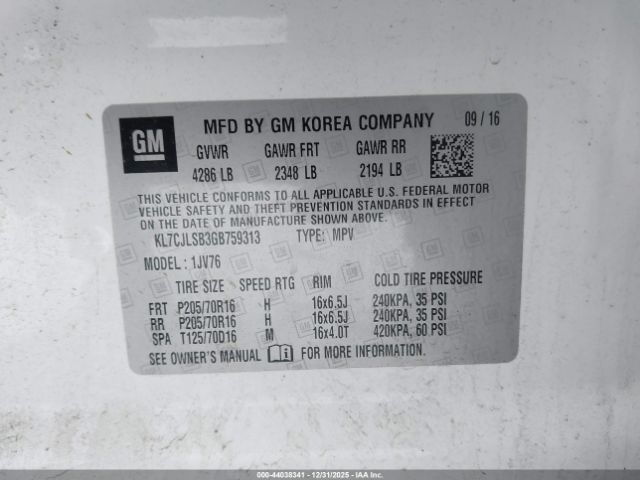 GM MFD BY GM KOREA COMPANY 09 / 16
GVWR GAWR FRT GAWR RR
4286 LB 2348 LB 2194 LB
THIS VEHICLE CONFORMS TO ALL APPLICABLE U.S. FEDERAL MOTOR
VEHICLE SAFETY AND THEFT PREVENTION STANDARDS IN EFFECT
ON THE DATE OF MANUFACTURE SHOWN ABOVE.
KL7CJLSB3GB759313 TYPE: MPV
MODEL: 1JV76
TIRE SIZE SPEED RTG RIM COLD TIRE PRESSURE
FRT P205/70R16 H 16x6.5J 240KPA, 35 PSI
RR P205/70R16 H 16x6.5J 240KPA, 35 PSI
SPA T125/70D16 M 16x4.0T 420KPA, 60 PSI
SEE OWNER'S MANUAL FOR MORE INFORMATION.
000-44038341 - 12/31/2025 - IAAI.COM